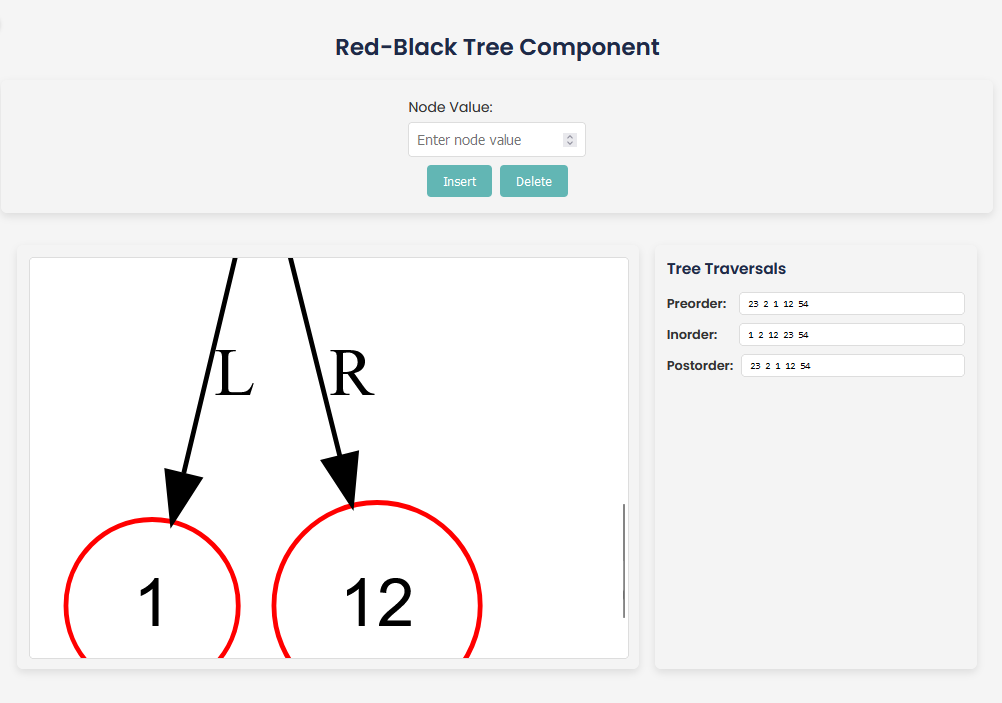 Red-Black Tree Component
Node Value:
Enter node value
Insert Delete
L R
1 12
Tree Traversals
Preorder: 23 2 1 12 54
Inorder: 1 2 12 23 54
Postorder: 23 2 1 12 54